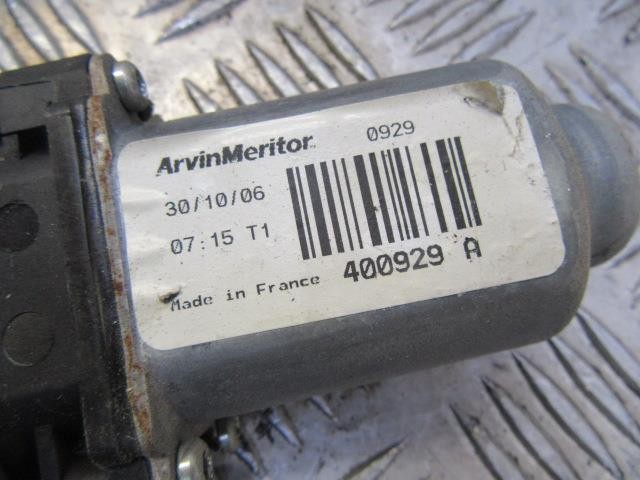 ArvinMeritor 0929
30/10/06
07:15 T1
400929 A
Made in France